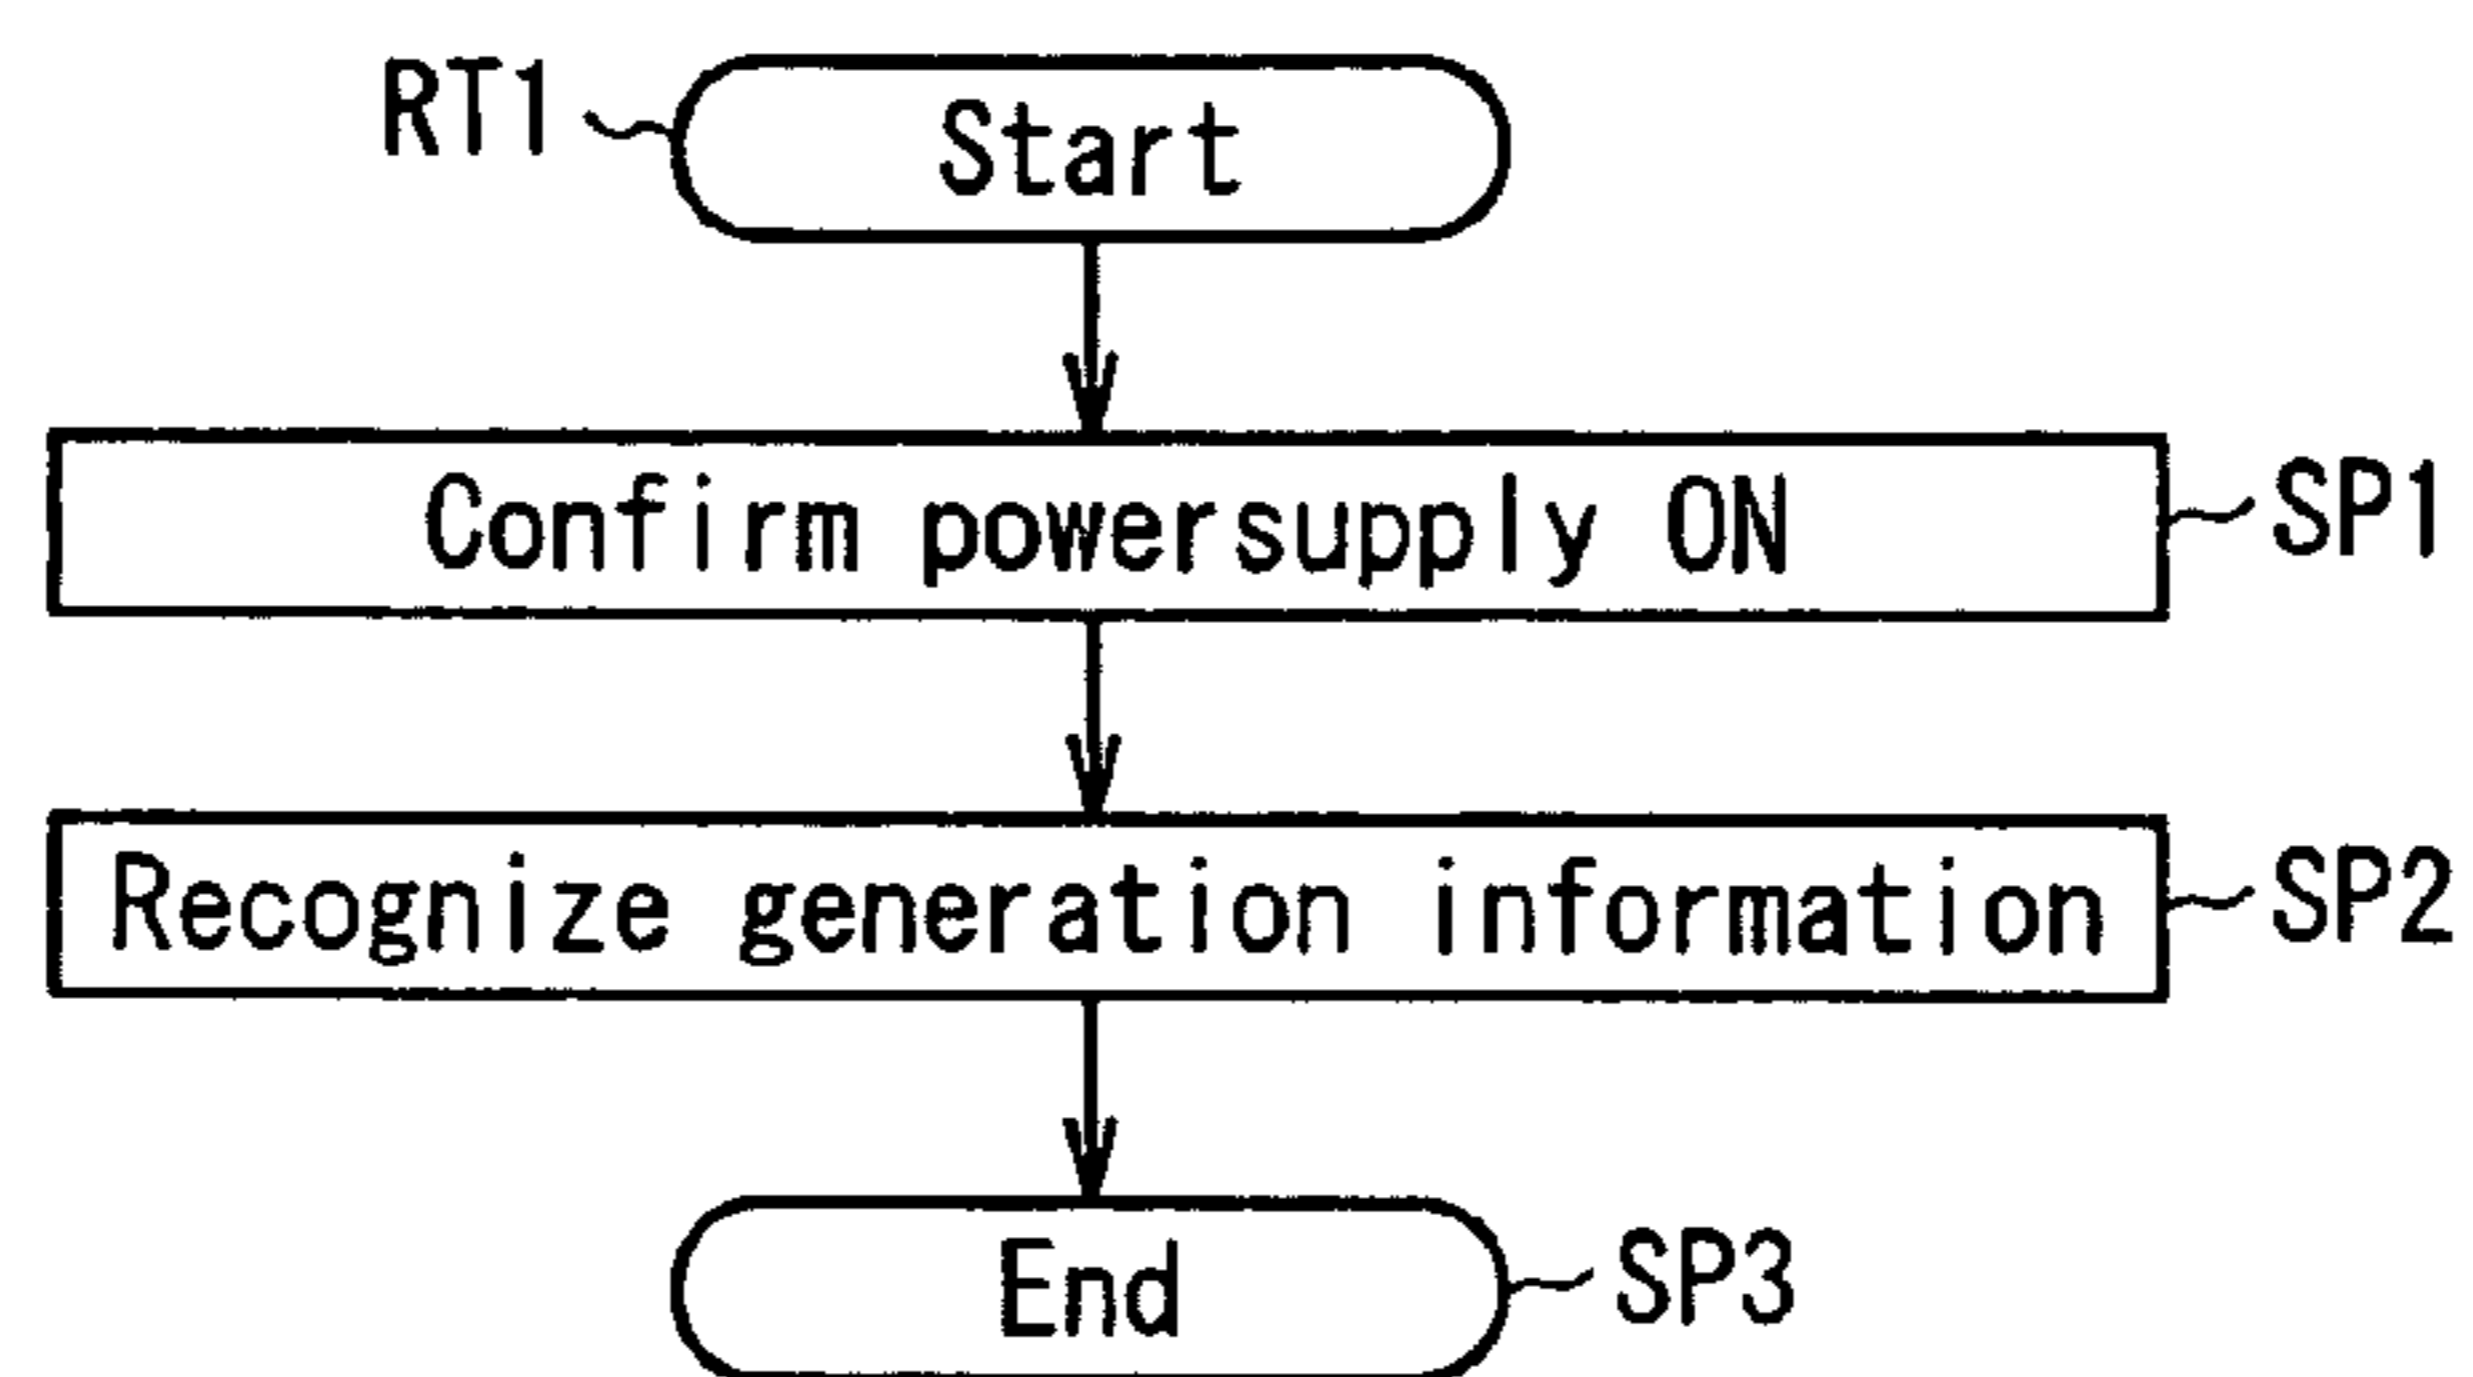 RT1 Start
Confirm powersupply ON SP1
Recognize generation information SP2
End SP3